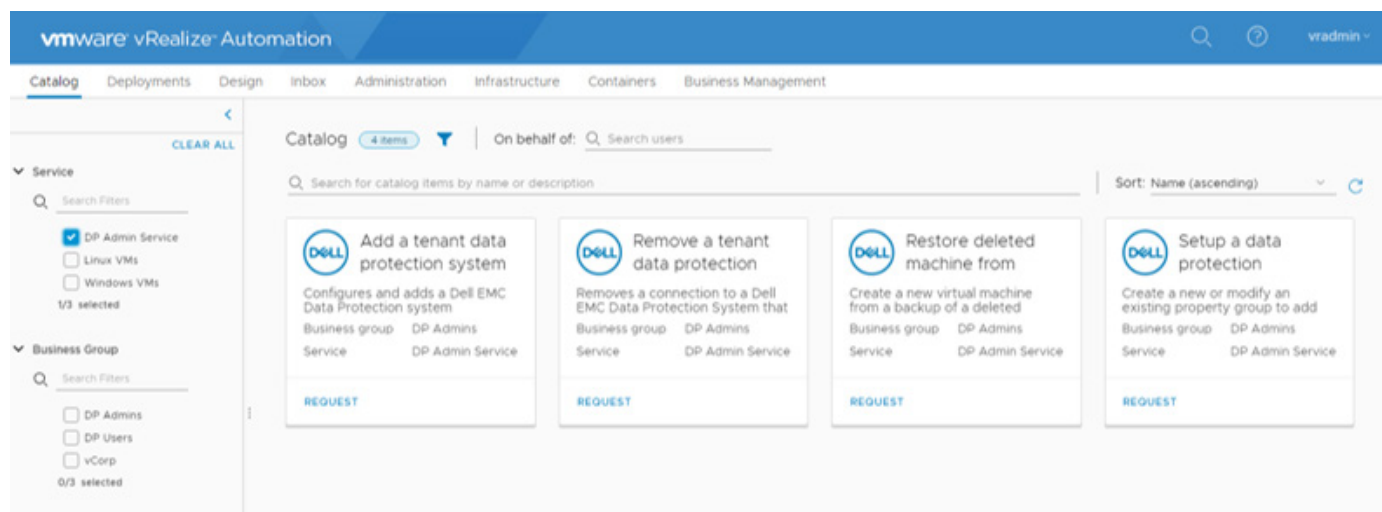 vmware vRealize Automation
vradmin
Catalog Deployments Design Inbox Administration Infrastructure Containers Business Management
CLEAR ALL
Service
Search Filters
DP Admin Service
Linux VMs
Windows VMs
1/3 selected
Business Group
Search Filters
DP Admins
DP Users
vCorp
0/3 selected
Catalog 4 items On behalf of: Search users
Search for catalog items by name or description
Sort: Name (ascending)
DELL
Add a tenant data
protection system
Configures and adds a Dell EMC
Data Protection system
Business group DP Admins
Service DP Admin Service
REQUEST
DELL
Remove a tenant
data protection
Removes a connection to a Dell
EMC Data Protection System that
Business group DP Admins
Service DP Admin Service
REQUEST
DELL
Restore deleted
machine from
Create a new virtual machine
from a backup of a deleted
Business group DP Admins
Service DP Admin Service
REQUEST
DELL
Setup a data
protection
Create a new or modify an
existing property group to add
Business group DP Admins
Service DP Admin Service
REQUEST